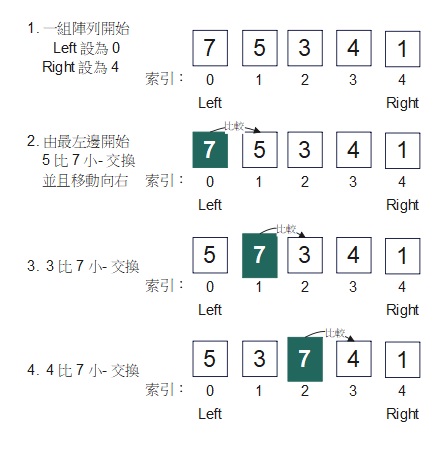 1. 一組陣列開始
Left 設為 0
Right 設為 4
7 5 3 4 1
索引： 0 1 2 3 4
Left Right
比較
2. 由最左邊開始
5 比 7 小- 交換
並且移動向右
7 5 3 4 1
索引： 0 1 2 3 4
Left Right
比較
3. 3 比 7 小- 交換
5 7 3 4 1
索引： 0 1 2 3 4
Left Right
比較
4. 4 比 7 小- 交換
5 3 7 4 1
索引： 0 1 2 3 4
Left Right